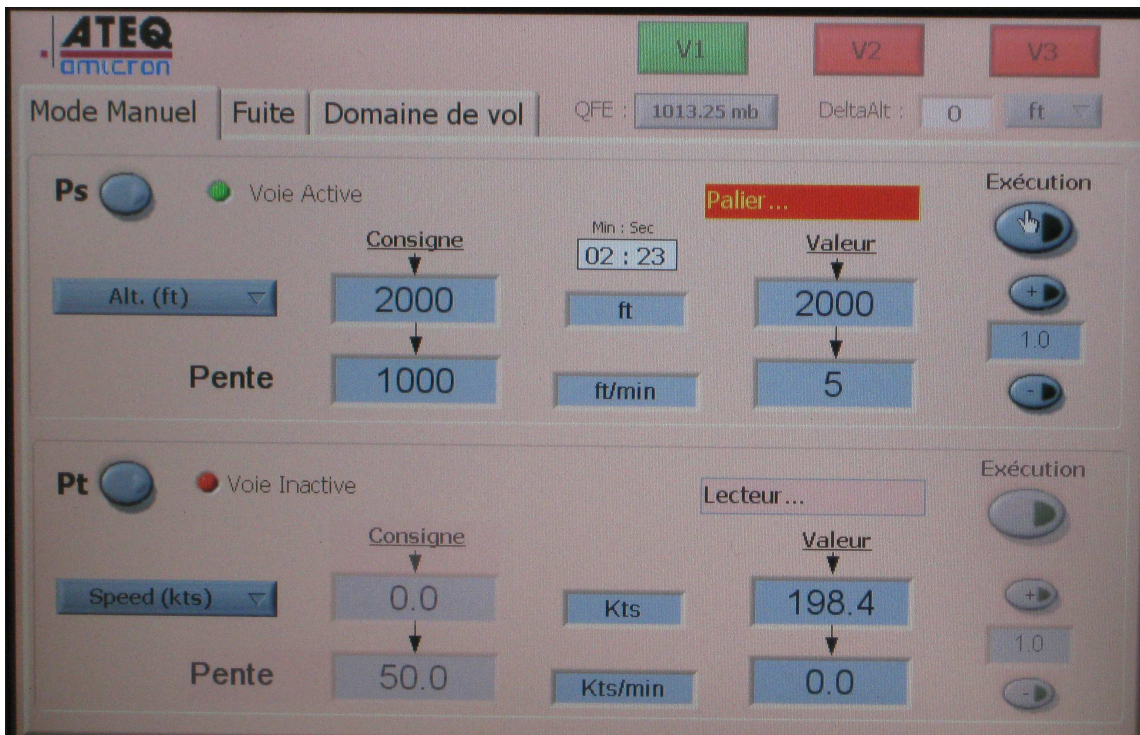 ATEQ
omicron
V1 V2 V3
Mode Manuel Fuite Domaine de vol QFE : 1013.25 mb DeltaAlt : 0 ft
Ps Voie Active Palier... Exécution
Consigne Min : Sec Valeur
02 : 23
Alt. (ft) 2000 ft 2000 +
1.0
Pente 1000 ft/min 5 -
Pt Voie Inactive Lecteur... Exécution
Consigne Valeur
Speed (kts) 0.0 Kts 198.4 +
1.0
Pente 50.0 Kts/min 0.0 -